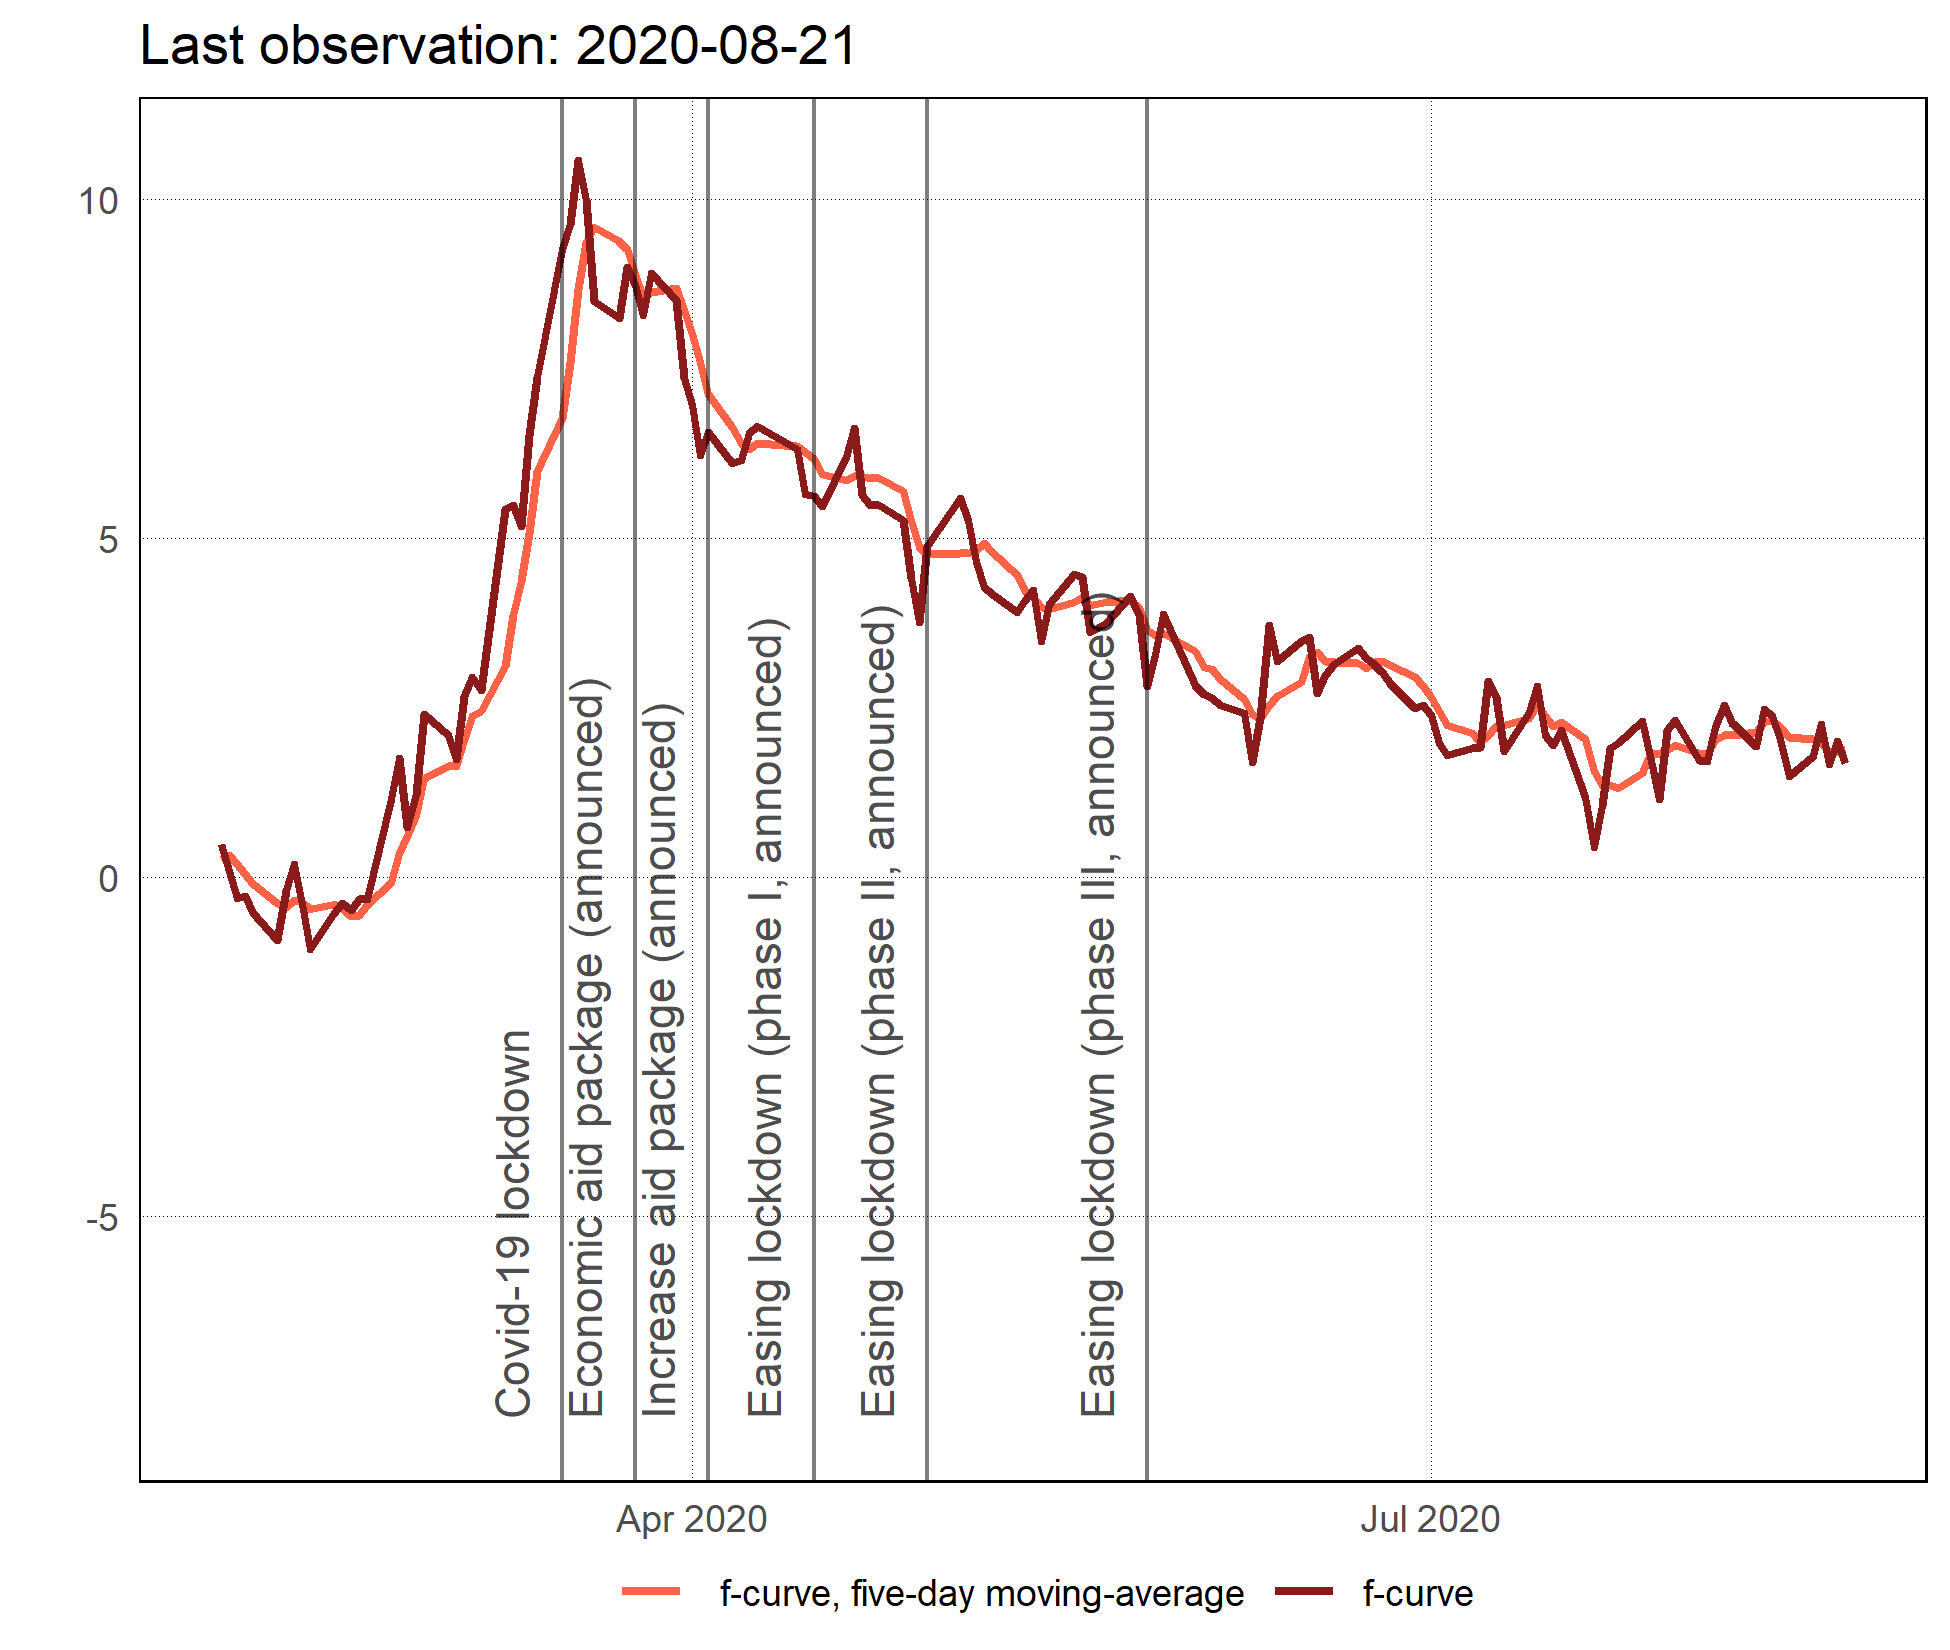 Last observation: 2020-08-21
10
5
0
-5
Covid-19 lockdown
Economic aid package (announced)
Increase aid package (announced)
Easing lockdown (phase I, announced)
Easing lockdown (phase II, announced)
Easing lockdown (phase III, announced)
Apr 2020
Jul 2020
f-curve, five-day moving-average
f-curve